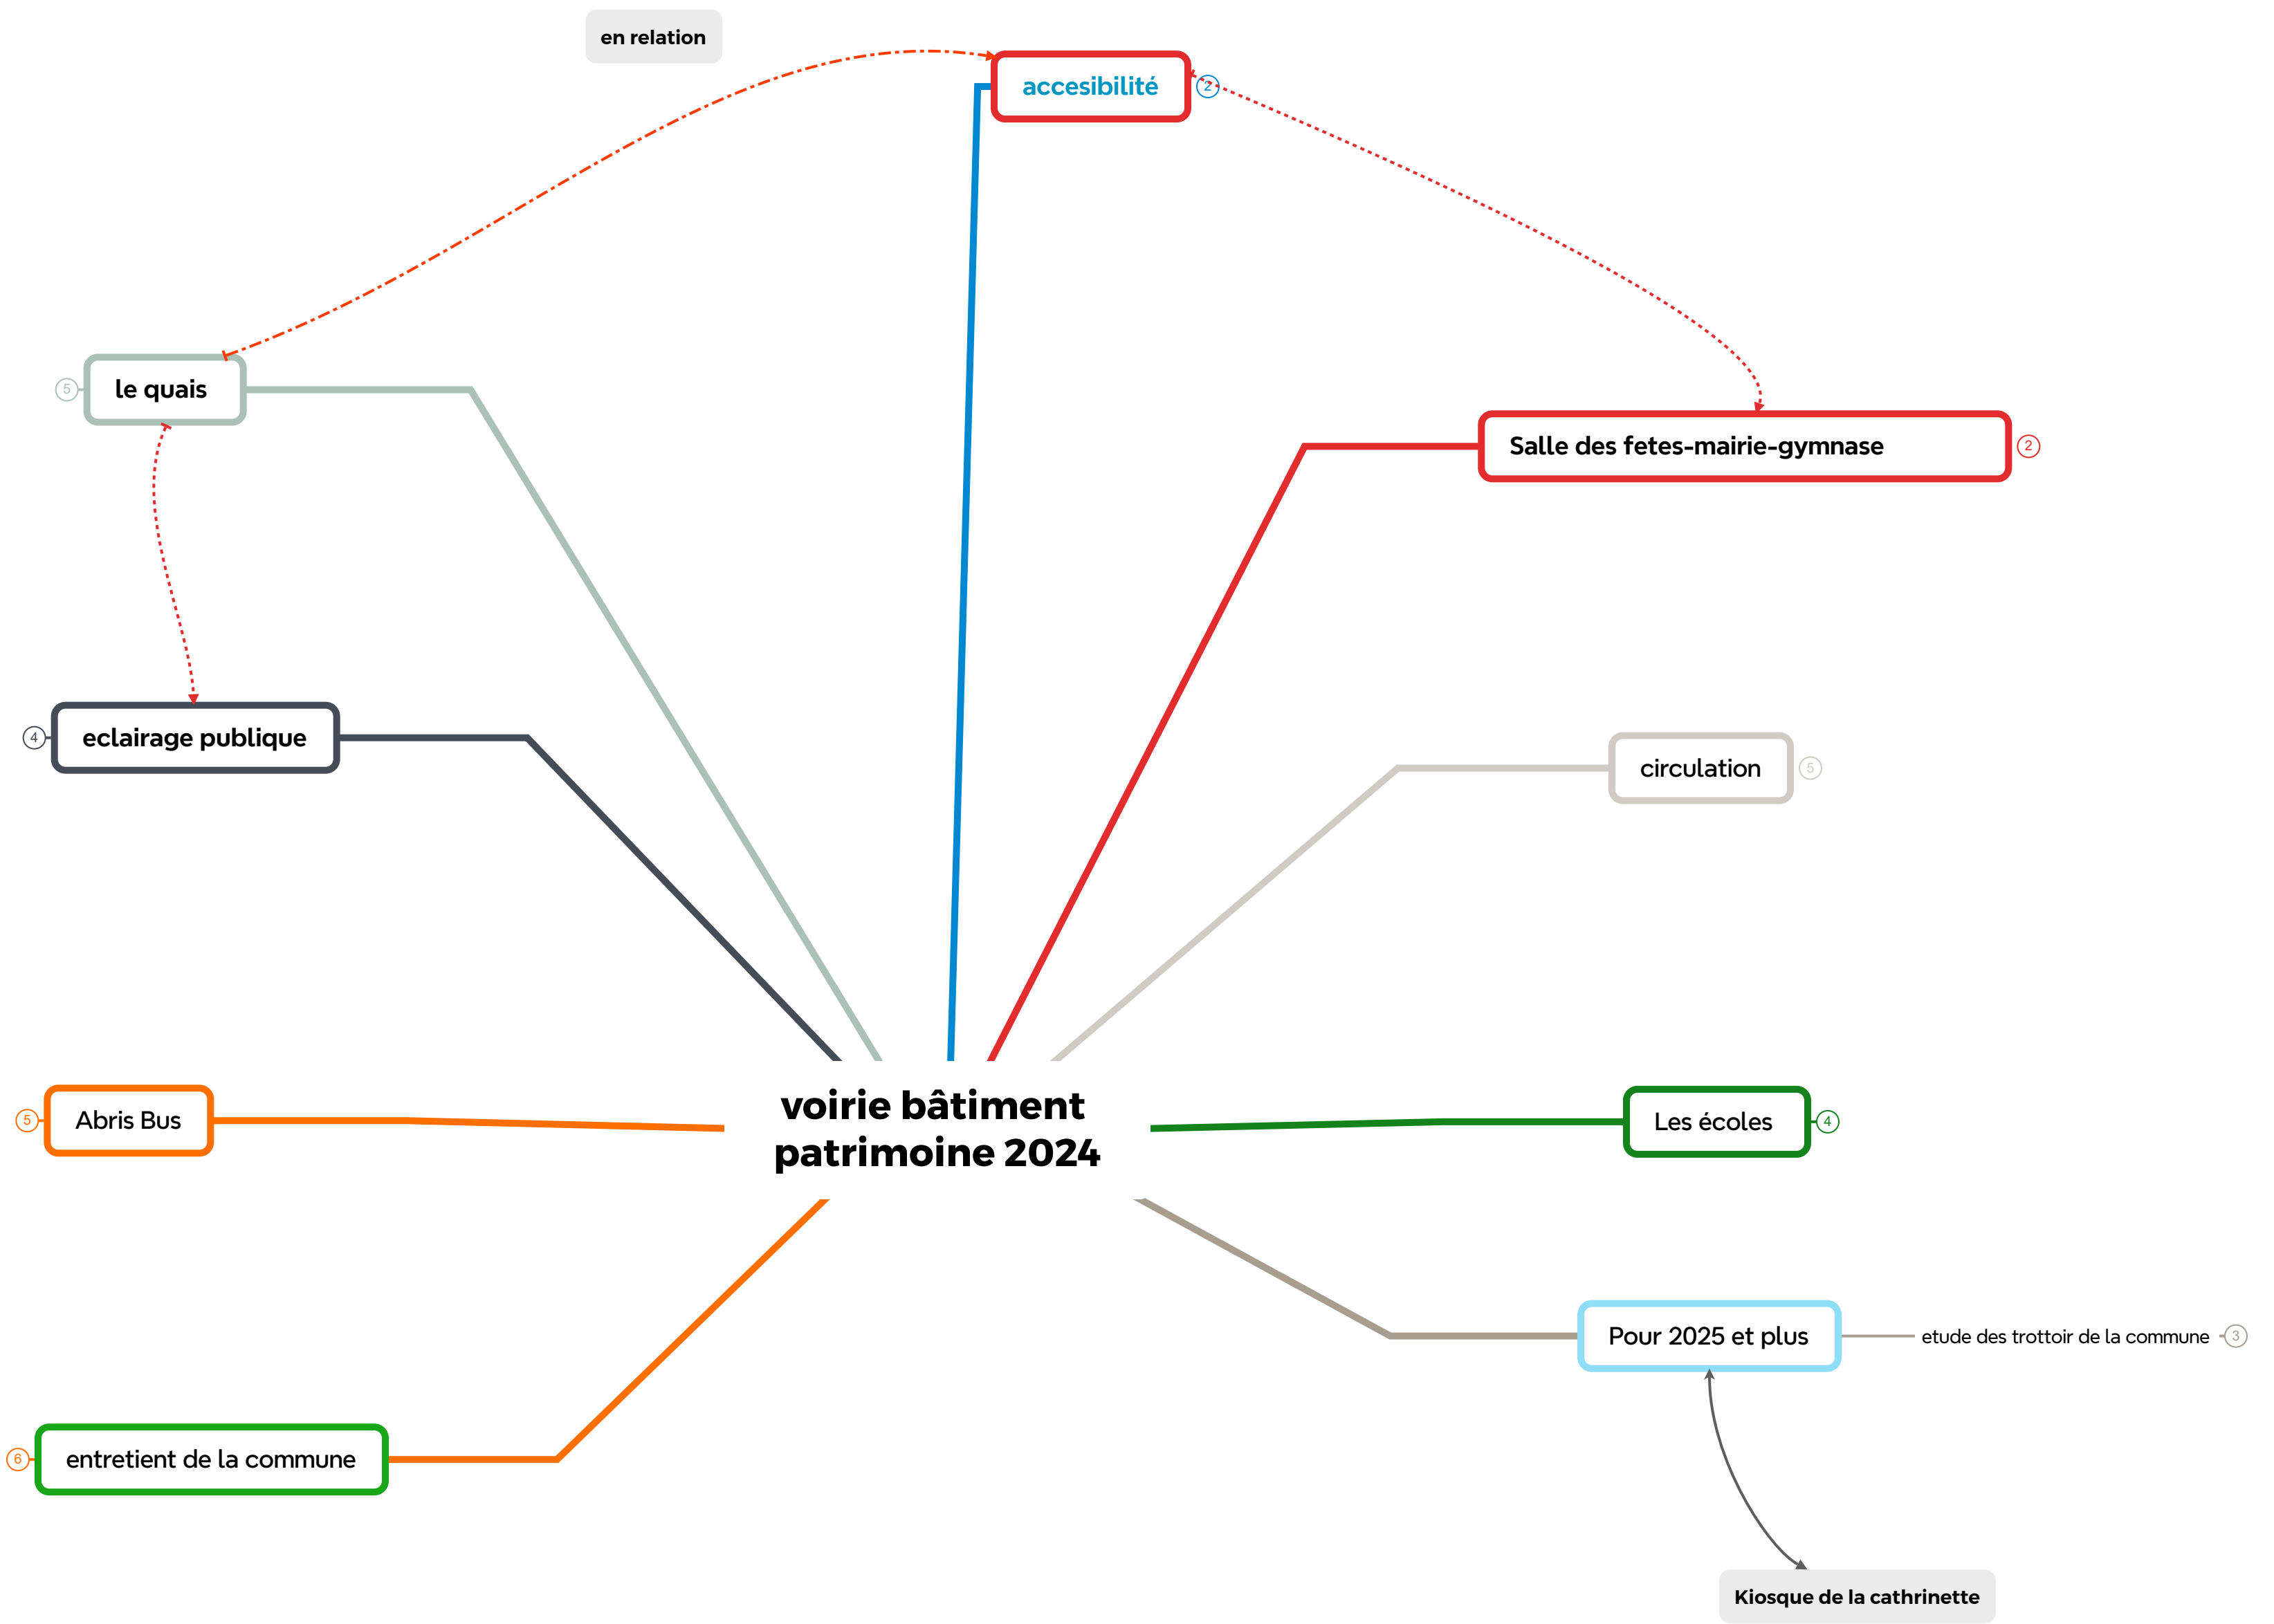 en relation
accesibilité
2
5
le quais
Salle des fetes-mairie-gymnase
2
4
eclairage publique
circulation
5
voirie bâtiment
patrimoine 2024
5
Abris Bus
Les écoles
4
Pour 2025 et plus
etude des trottoir de la commune
3
6
entretient de la commune
Kiosque de la cathrinette